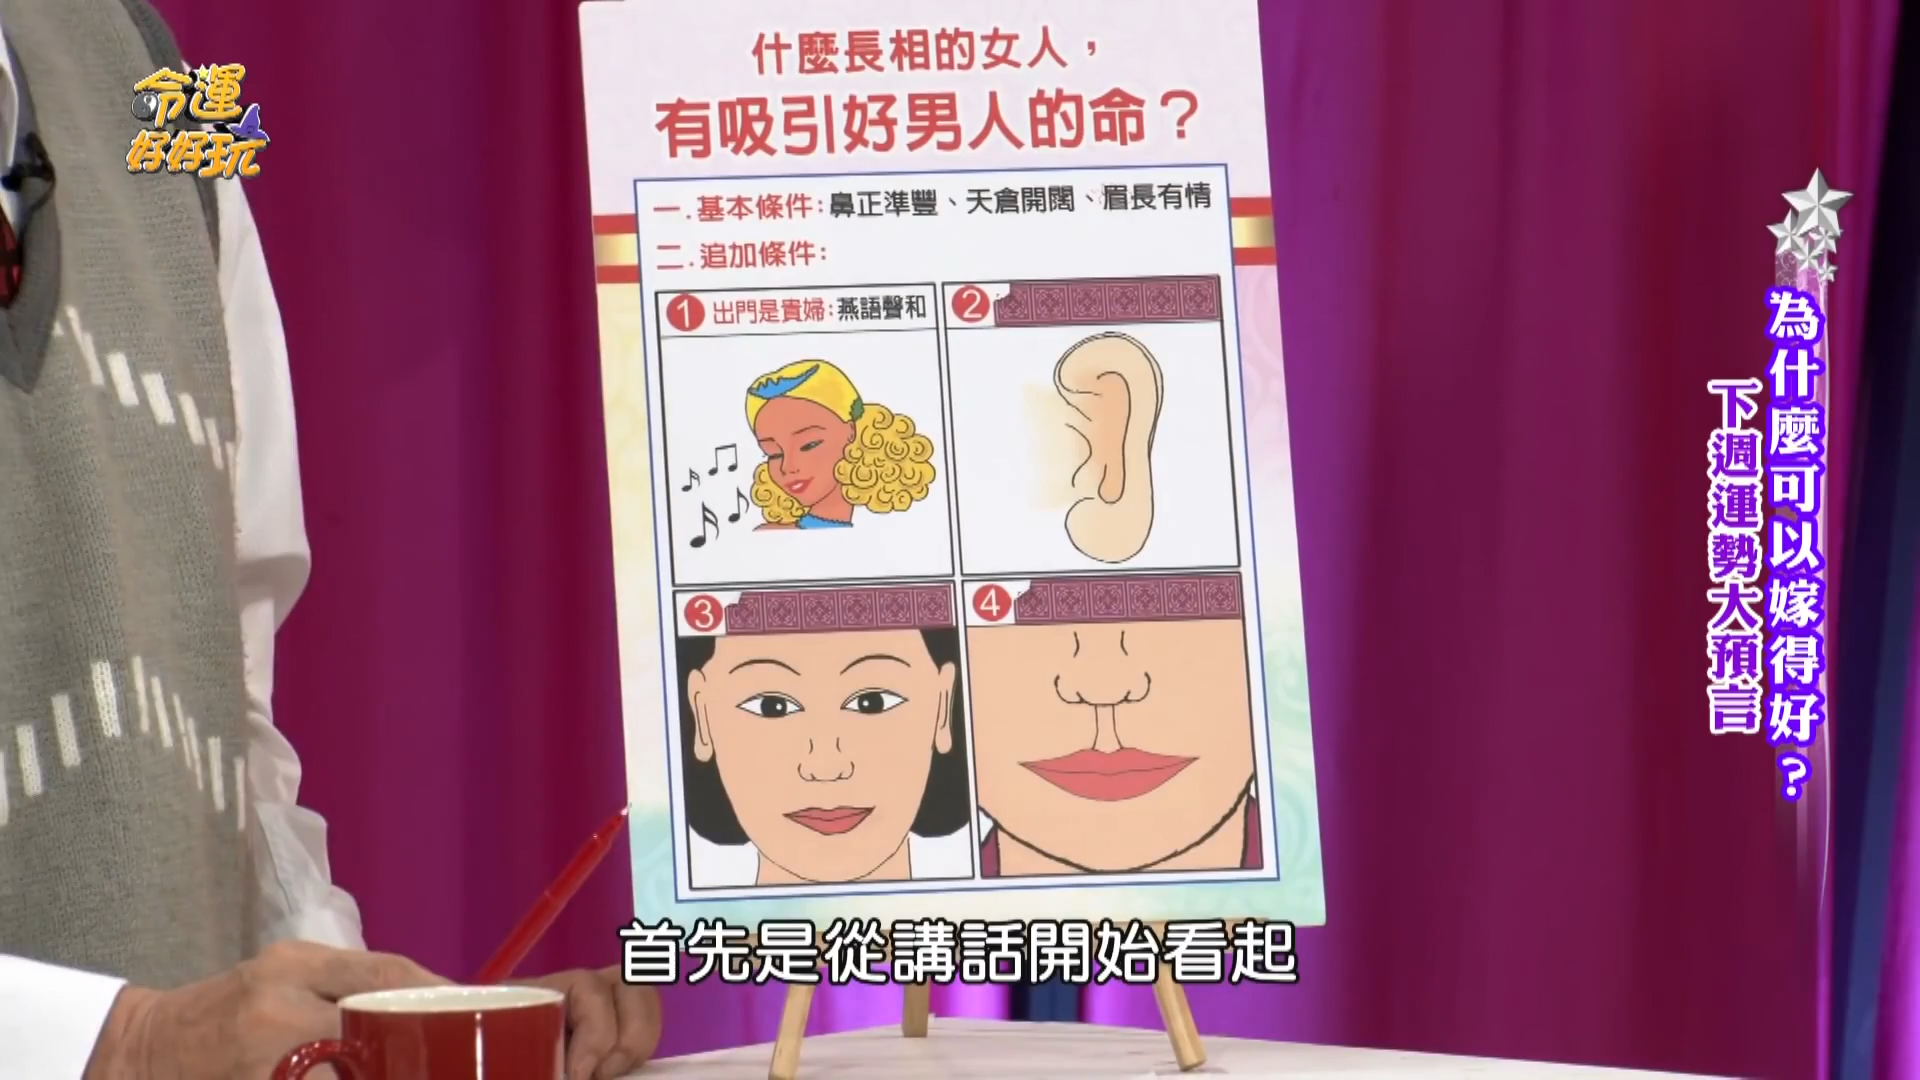 命運
好好玩
什麼長相的女人，
有吸引好男人的命？
一.基本條件:鼻正準豐、天倉開闊、眉長有情
二.追加條件:
1 出門是貴婦:燕語聲和
2
3
4
為什麼可以嫁得好？
下週運勢大預言
首先是從講話開始看起